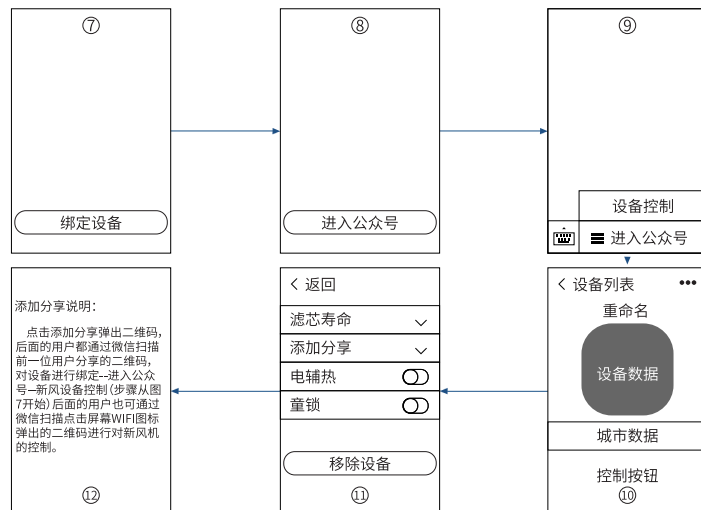 ⑦
绑定设备
⑧
进入公众号
⑨
设备控制
进入公众号
设备列表
重命名
设备数据
城市数据
控制按钮
⑩
返回
滤芯寿命
添加分享
电辅热
童锁
移除设备
⑪
添加分享说明：
点击添加分享弹出二维码，
后面的用户都通过微信扫描
前一位用户分享的二维码，
对设备进行绑定--进入公众
号--新风设备控制(步骤从图
7开始)后面的用户也可通过
微信扫描点击屏幕WIFI图标
弹出的二维码进行对新风机
的控制。
⑫